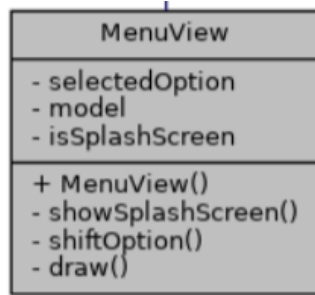 MenuView
- selectedOption
- model
- isSplashScreen
+ MenuView()
- showSplashScreen()
- shiftOption()
- draw()